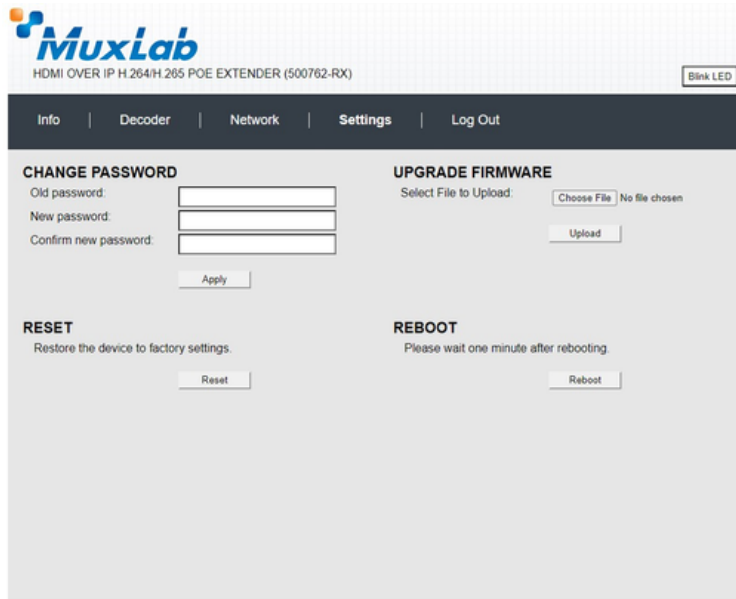 MuxLab
HDMI OVER IP H.264/H.265 POE EXTENDER (500762-RX)
Blink LED
Info | Decoder | Network | Settings | Log Out
CHANGE PASSWORD
Old password:
New password:
Confirm new password:
Apply
UPGRADE FIRMWARE
Select File to Upload:
Choose File No file chosen
Upload
RESET
Restore the device to factory settings.
Reset
REBOOT
Please wait one minute after rebooting.
Reboot